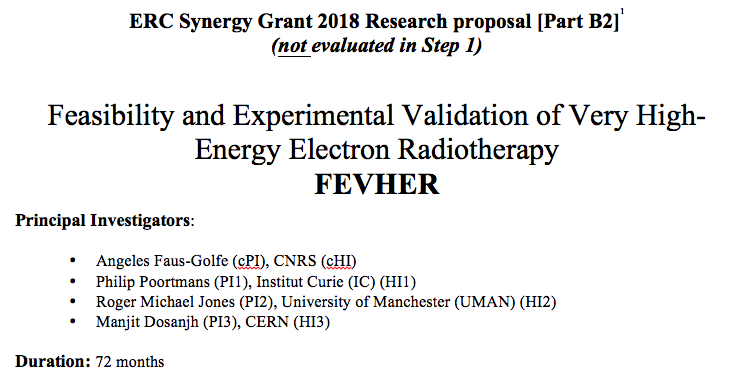 ERC Synergy Grant 2018 Research proposal [Part B2]1
(not evaluated in Step 1)
Feasibility and Experimental Validation of Very High-
Energy Electron Radiotherapy
FEVHER
Principal Investigators:
• Angeles Faus-Golfe (cPI), CNRS (cHI)
• Philip Poortmans (PI1), Institut Curie (IC) (HI1)
• Roger Michael Jones (PI2), University of Manchester (UMAN) (HI2)
• Manjit Dosanjh (PI3), CERN (HI3)
Duration: 72 months